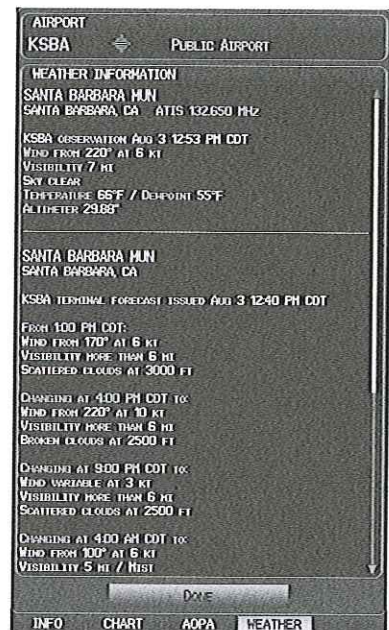 AIRPORT
KSBA PUBLIC AIRPORT
WEATHER INFORMATION
SANTA BARBARA MUN
SANTA BARBARA, CA ATIS 132.650 MHz
KSBA OBSERVATION AUG 3 12:53 PM CDT
WIND FROM 220° AT 6 KT
VISIBILITY 7 MI
SKY CLEAR
TEMPERATURE 66°F / DEWPOINT 55°F
ALTIMETER 29.88"
SANTA BARBARA MUN
SANTA BARBARA, CA
KSBA TERMINAL FORECAST ISSUED AUG 3 12:40 PM CDT
FROM 1:00 PM CDT:
WIND FROM 170° AT 6 KT
VISIBILITY MORE THAN 6 MI
SCATTERED CLOUDS AT 3000 FT
CHANGING AT 4:00 PM CDT TO:
WIND FROM 220° AT 10 KT
VISIBILITY MORE THAN 6 MI
BROKEN CLOUDS AT 2500 FT
CHANGING AT 9:00 PM CDT TO:
WIND VARIABLE AT 3 KT
VISIBILITY MORE THAN 6 MI
SCATTERED CLOUDS AT 2500 FT
CHANGING AT 4:00 AM CDT TO:
WIND FROM 100° AT 6 KT
VISIBILITY 5 MI / MIST
DONE
INFO CHART AOPA WEATHER